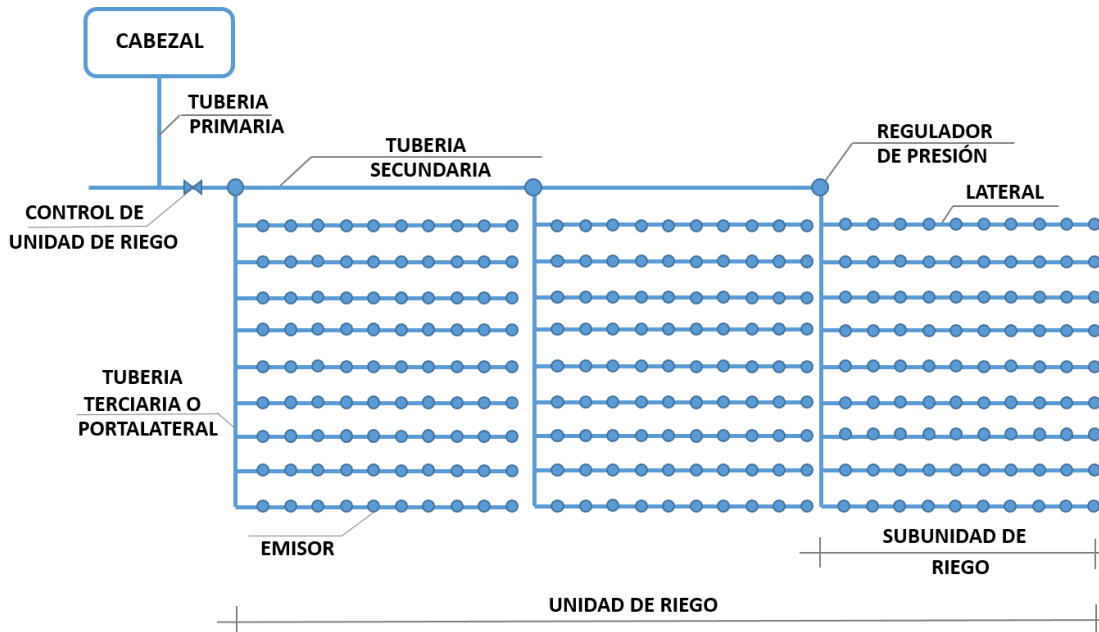 CABEZAL
TUBERIA
PRIMARIA
TUBERIA
SECUNDARIA
REGULADOR
DE PRESIÓN
LATERAL
CONTROL DE
UNIDAD DE RIEGO
TUBERIA
TERCIARIA O
PORTALATERAL
EMISOR
SUBUNIDAD DE
RIEGO
UNIDAD DE RIEGO